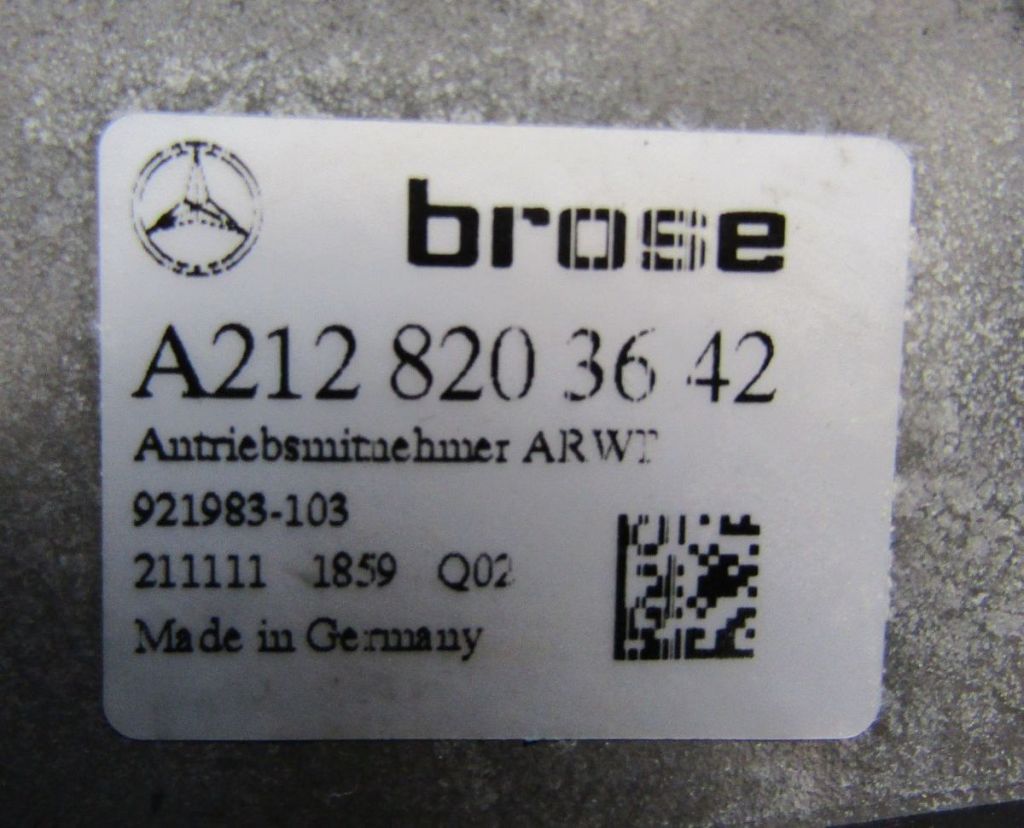 brose
A212 820 36 42
Antriebsmitnehmer ARWT
921983-103
211111 1859 Q02
Made in Germany